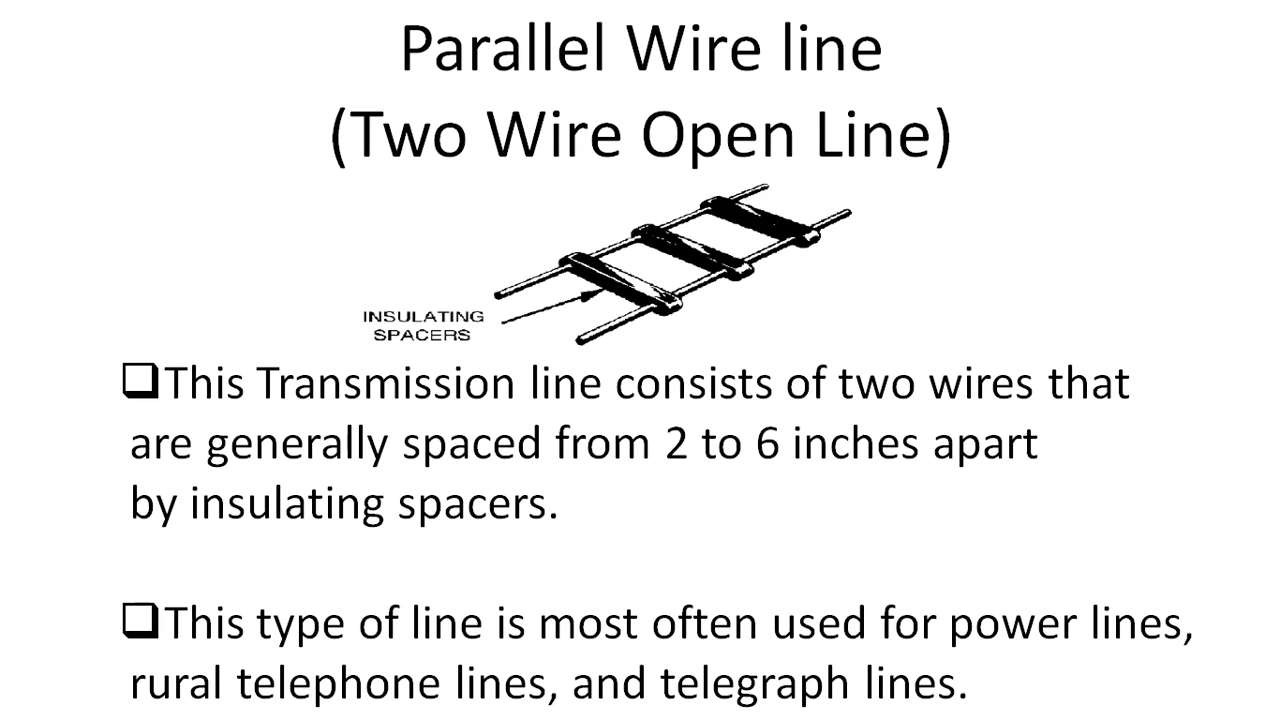 Parallel Wire line
(Two Wire Open Line)
INSULATING
SPACERS
❑This Transmission line consists of two wires that
are generally spaced from 2 to 6 inches apart
by insulating spacers.
❑This type of line is most often used for power lines,
rural telephone lines, and telegraph lines.